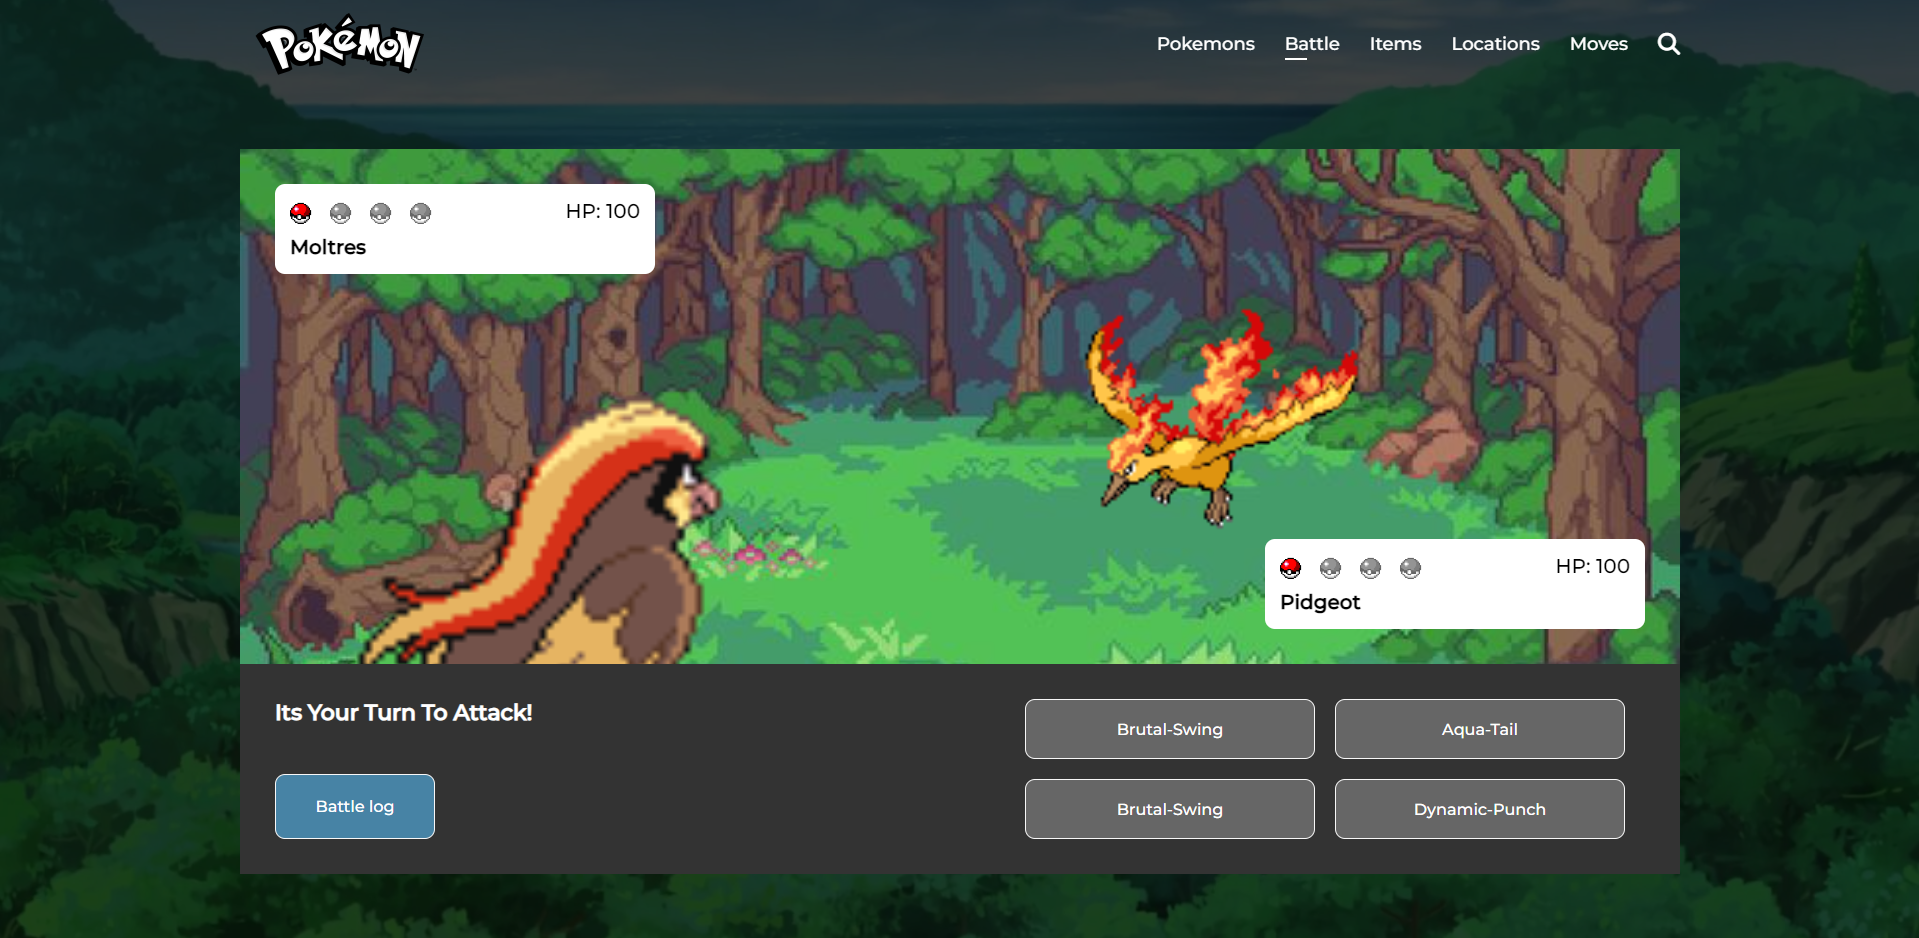 POKéMON
Pokemons Battle Items Locations Moves
HP: 100
Moltres
HP: 100
Pidgeot
Its Your Turn To Attack!
Brutal-Swing Aqua-Tail
Battle log
Brutal-Swing Dynamic-Punch